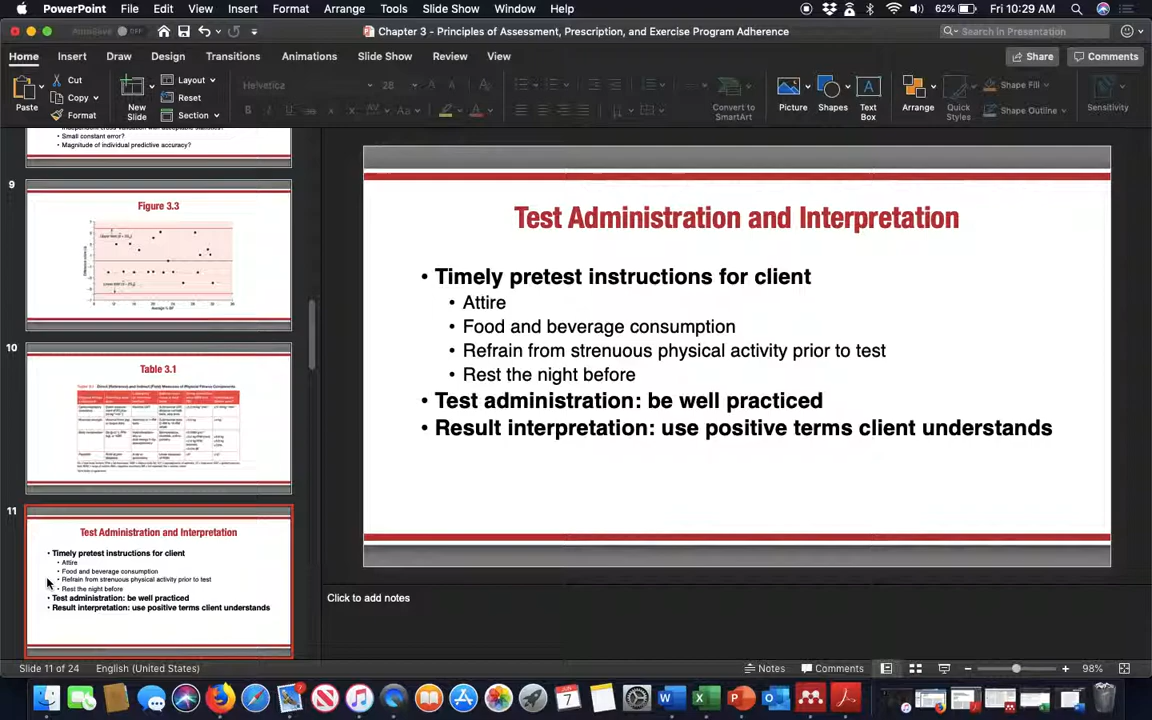 PowerPoint File Edit View Insert Format Arrange Tools Slide Show Window Help 62% Fri 10:29 AM
AutoSave OFF Chapter 3 - Principles of Assessment, Prescription, and Exercise Program Adherence Search in Presentation
Home Insert Draw Design Transitions Animations Slide Show Review View Share Comments
Paste Cut Copy Format New Slide Layout Reset Section Helvetica 28 Convert to SmartArt Picture Shapes Text Box Arrange Quick Styles Shape Fill Shape Outline Sensitivity
• Small constant error?
• Magnitude of individual predictive accuracy?
9
Figure 3.3
10
Table 3.1
11
Test Administration and Interpretation
• Timely pretest instructions for client
• Attire
• Food and beverage consumption
• Refrain from strenuous physical activity prior to test
• Rest the night before
• Test administration: be well practiced
• Result interpretation: use positive terms client understands
Test Administration and Interpretation
• Timely pretest instructions for client
• Attire
• Food and beverage consumption
• Refrain from strenuous physical activity prior to test
• Rest the night before
• Test administration: be well practiced
• Result interpretation: use positive terms client understands
Click to add notes
Slide 11 of 24 English (United States) Notes Comments 98%